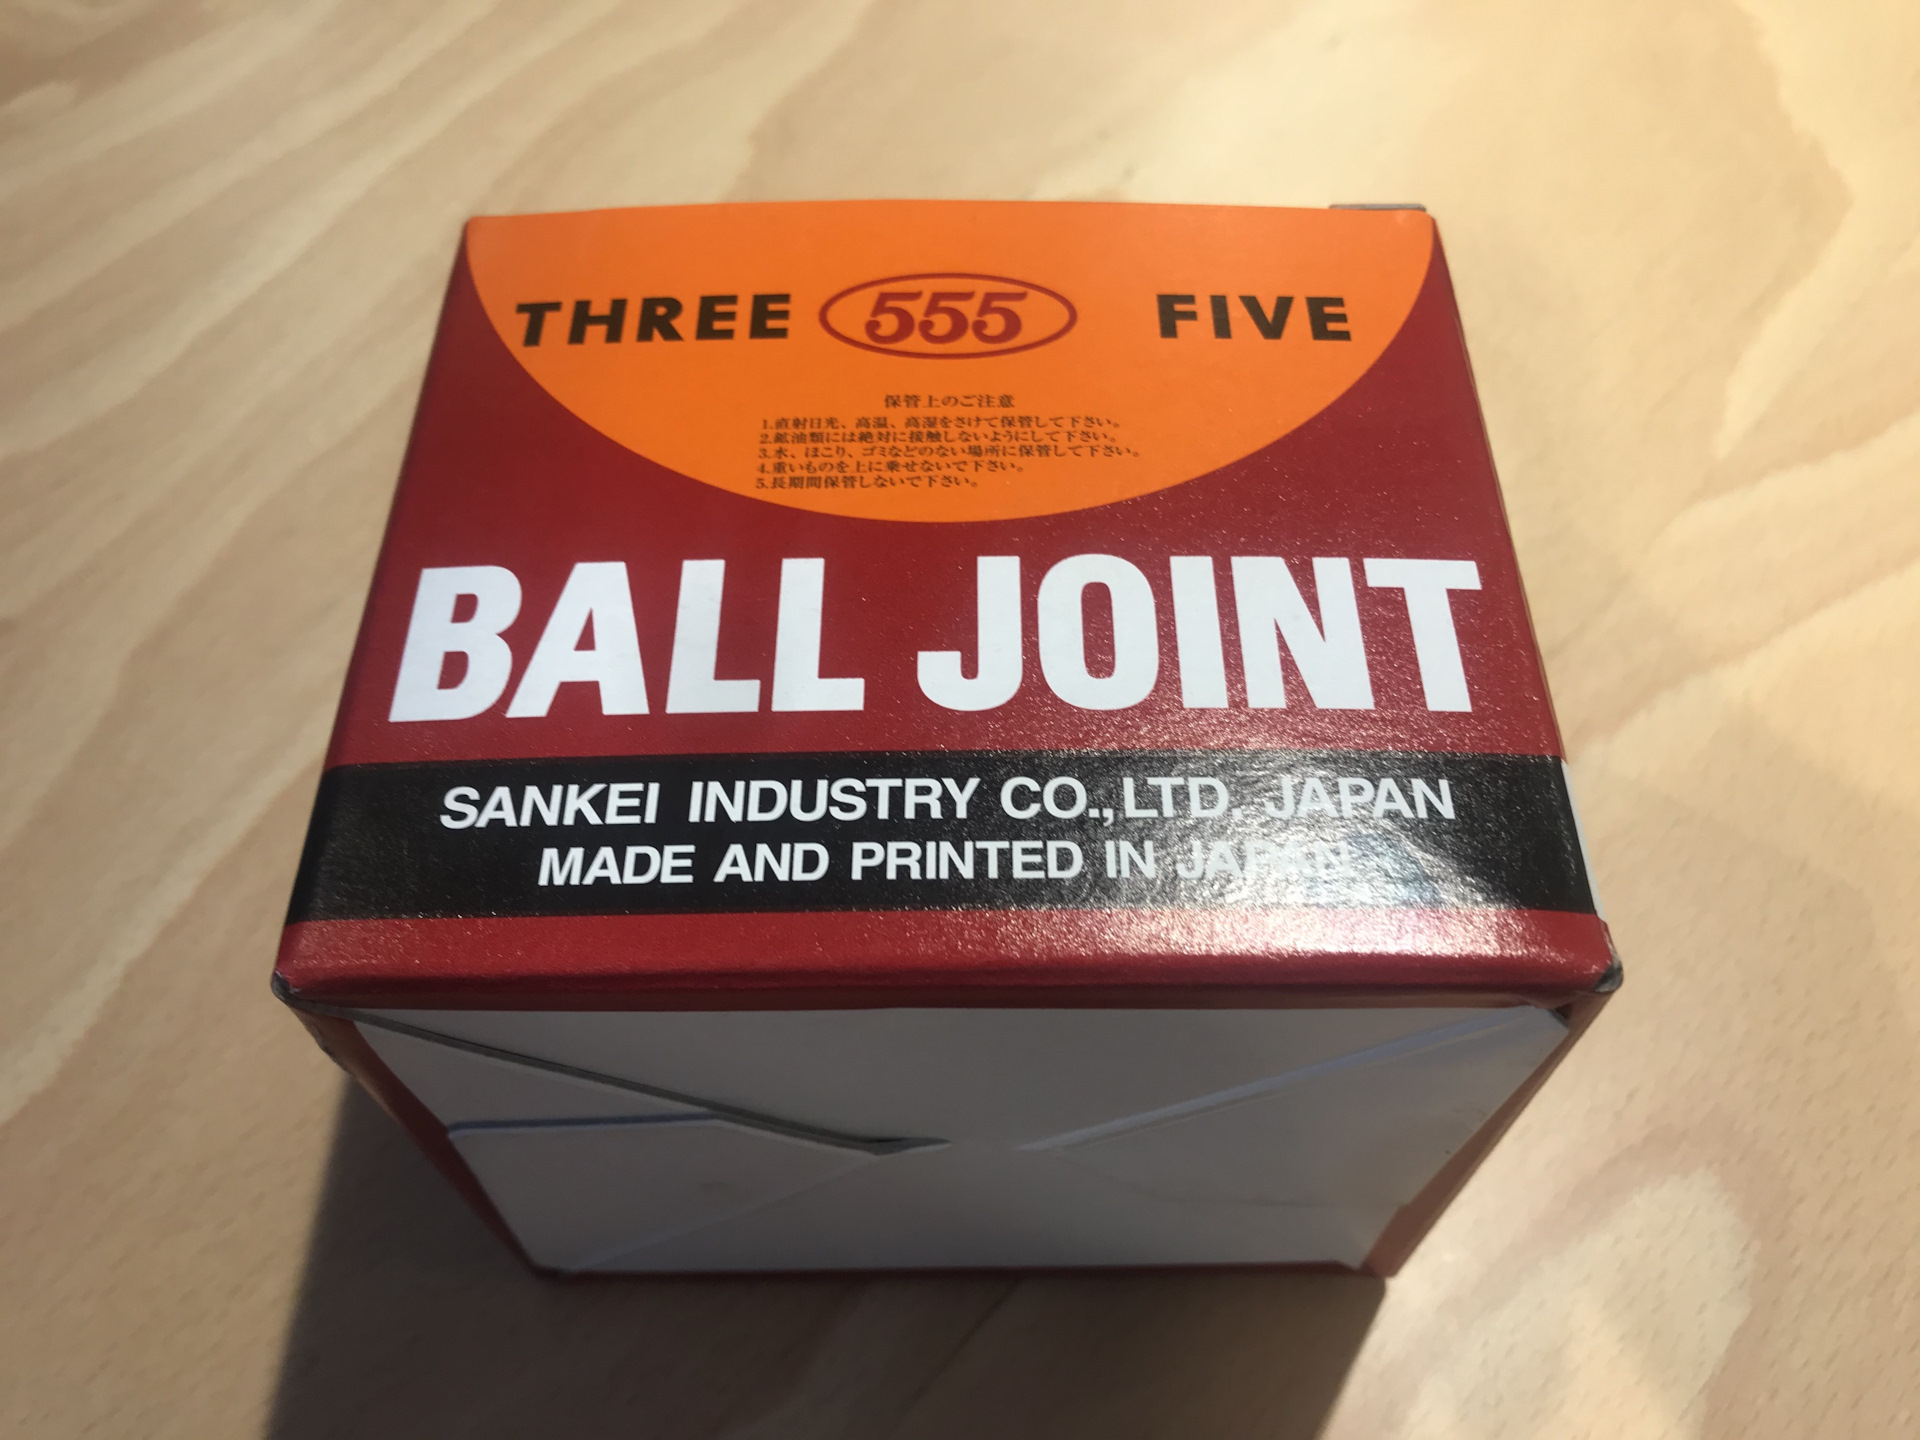 THREE 555 FIVE
保管上のご注意
1.直射日光、高温、高湿をさけて保管して下さい。
2.鉱油類には絶対に接触しないようにして下さい。
3.水、ほこり、ゴミなどのない場所に保管して下さい。
4.重いものを上に乗せないで下さい。
5.長期間保管しないで下さい。
BALL JOINT
SANKEI INDUSTRY CO.,LTD. JAPAN
MADE AND PRINTED IN JAPAN